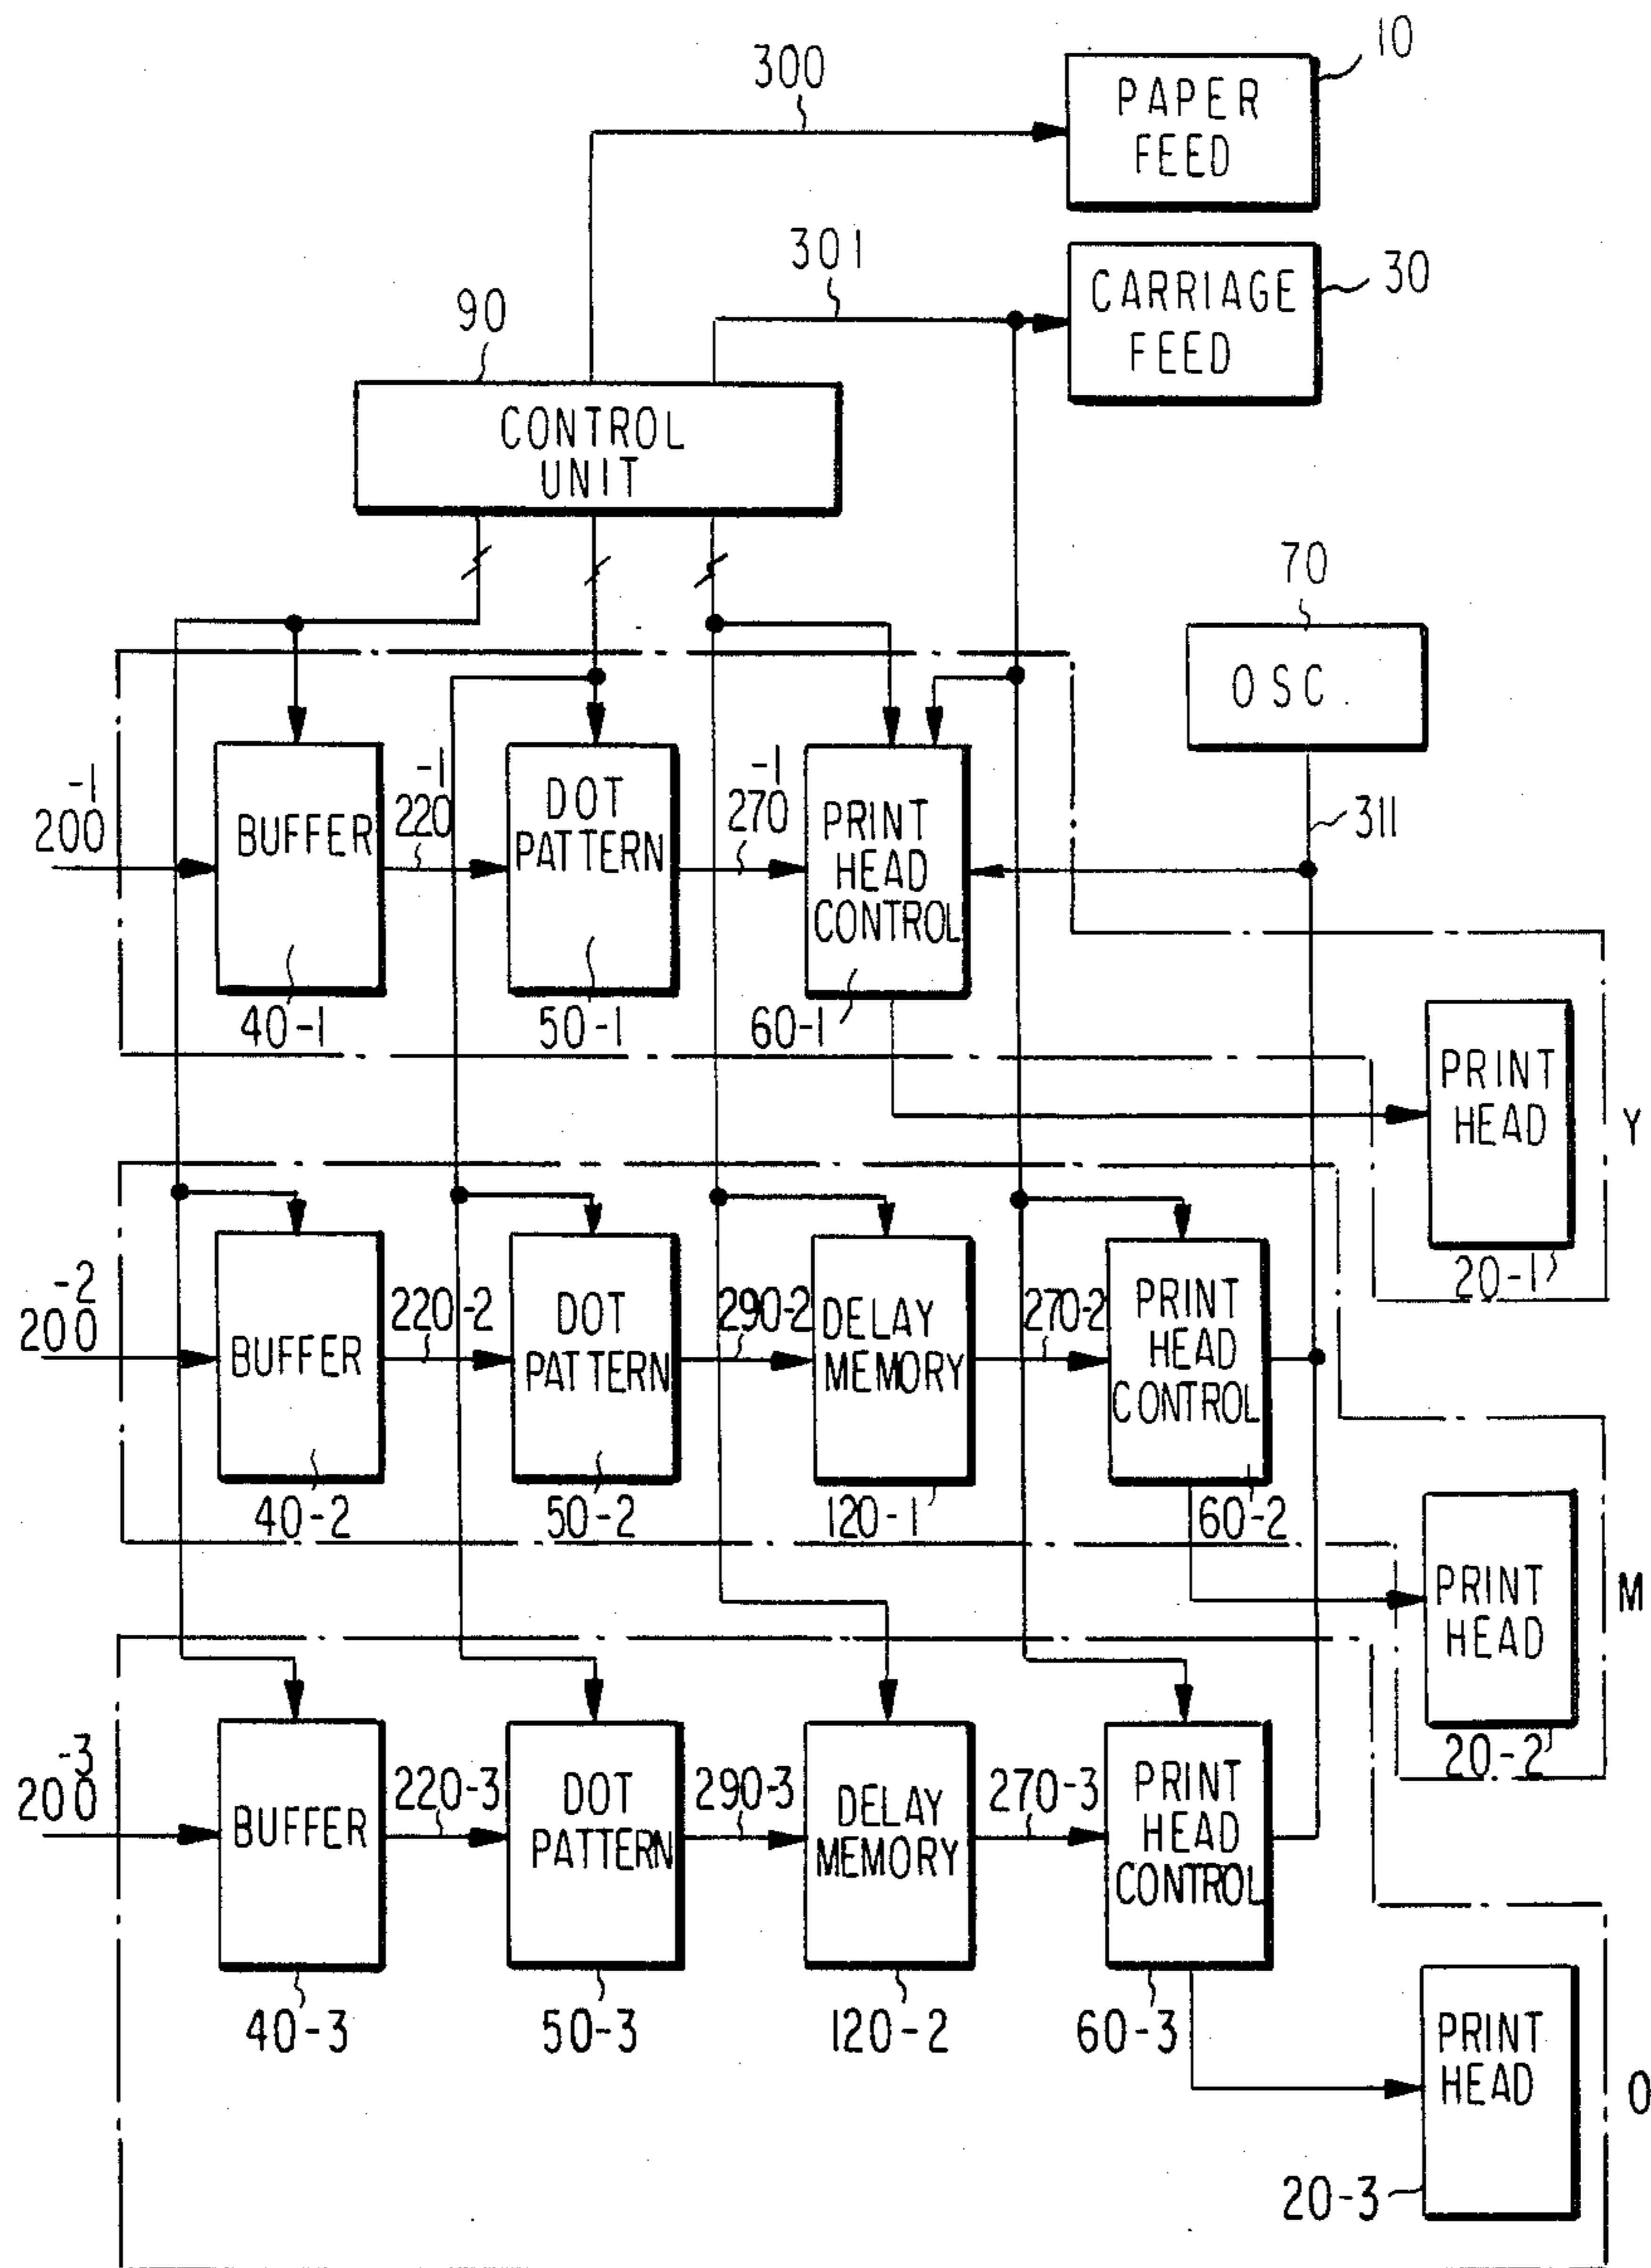 10
300
PAPER
FEED
301
30
CARRIAGE
FEED
90
CONTROL
UNIT
70
OSC.
311
-1
200
BUFFER
40-1
-1
220
DOT
PATTERN
50-1
-1
270
PRINT
HEAD
CONTROL
60-1
PRINT
HEAD
20-1
Y
-2
200
BUFFER
40-2
220-2
DOT
PATTERN
50-2
290-2
DELAY
MEMORY
120-1
270-2
PRINT
HEAD
CONTROL
60-2
PRINT
HEAD
20-2
M
-3
200
BUFFER
40-3
220-3
DOT
PATTERN
50-3
290-3
DELAY
MEMORY
120-2
270-3
PRINT
HEAD
CONTROL
60-3
PRINT
HEAD
20-3
O